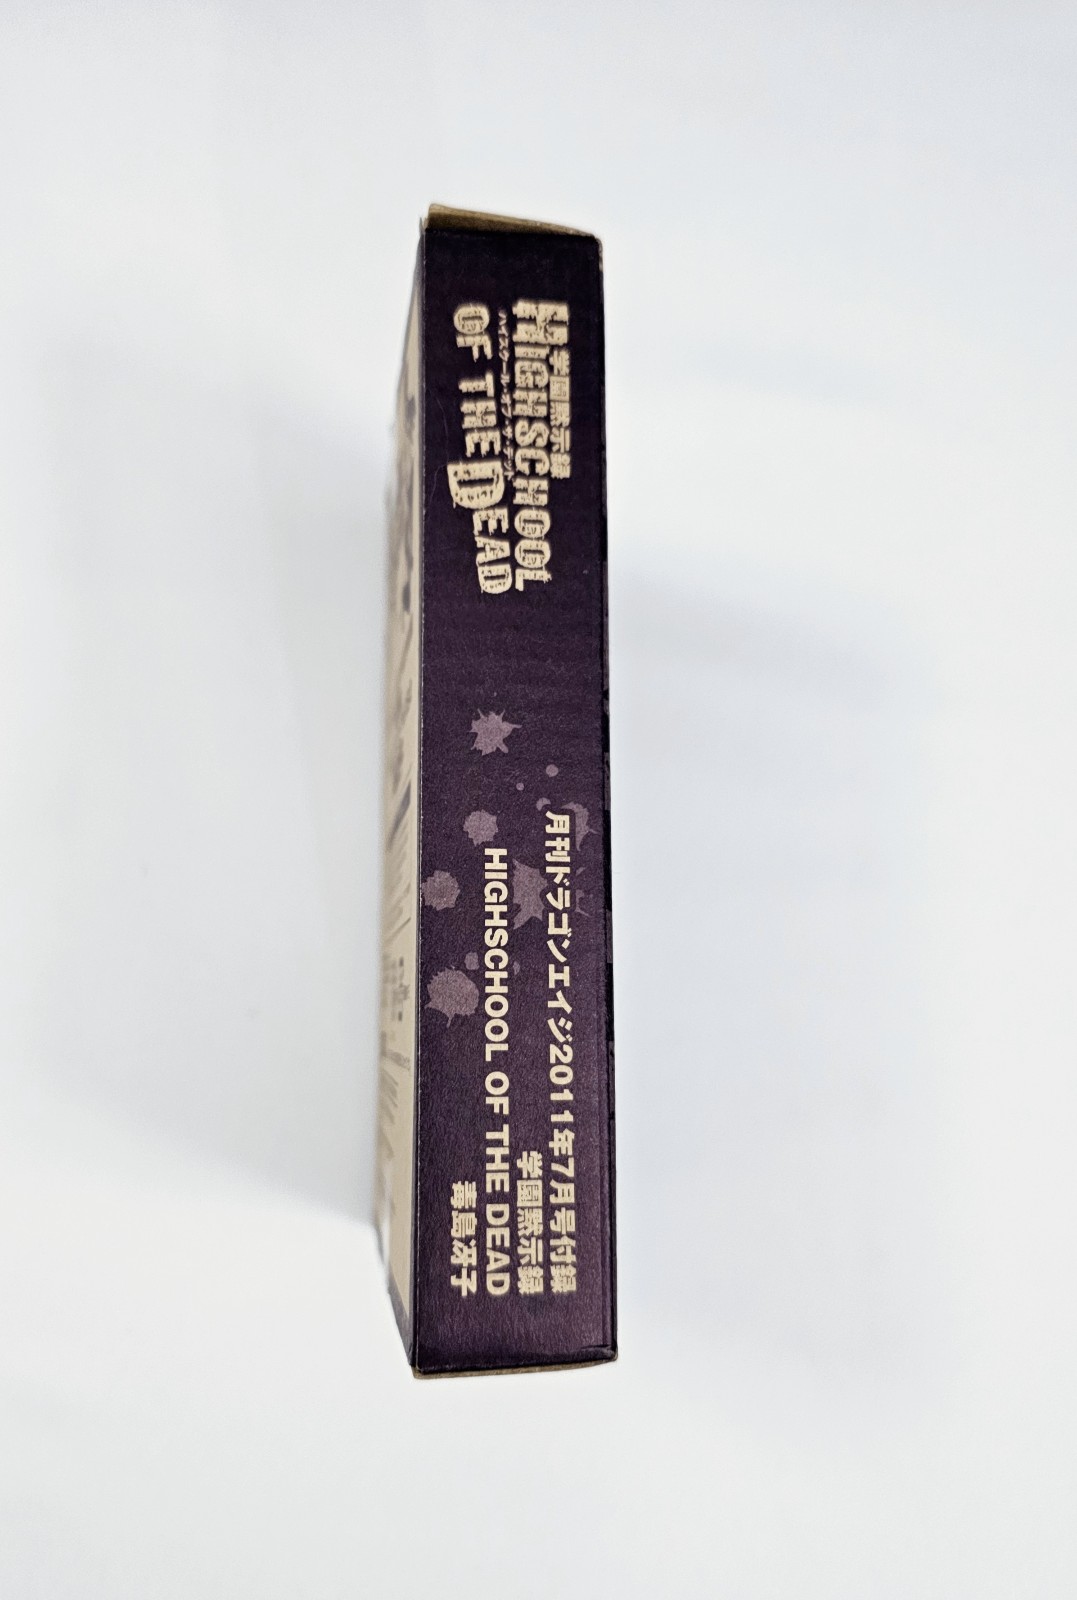 学園黙示録
HIGHSCHOOL
ハイスクール・オブ・ザ・デッド
OF THE DEAD
月刊ドラゴンエイジ2011年7月号付録
学園黙示録
HIGHSCHOOL OF THE DEAD
毒島冴子